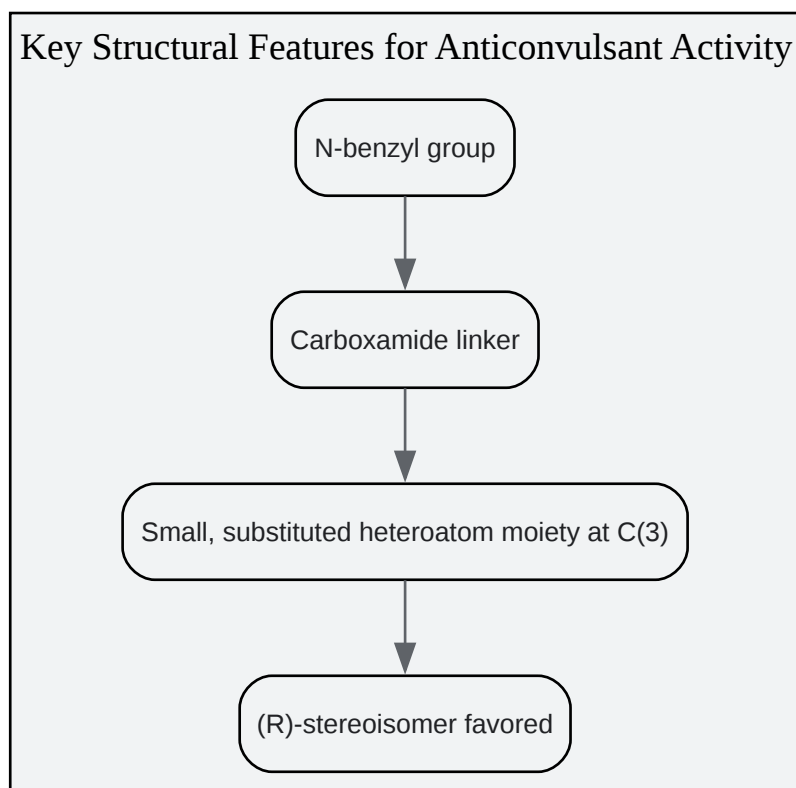 Key Structural Features for Anticonvulsant Activity
N-benzyl group
Carboxamide linker
Small, substituted heteroatom moiety at C(3)
(R)-stereoisomer favored